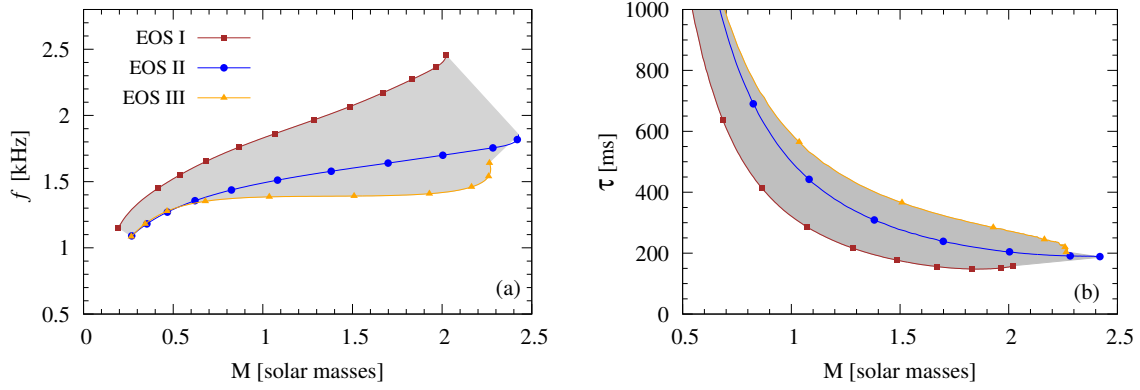 EOS I
EOS II
EOS III
f [kHz]
2.5
2
1.5
1
0.5
0 0.5 1 1.5 2 2.5
M [solar masses]
(a)
τ [ms]
1000
800
600
400
200
0
0.5 1 1.5 2 2.5
M [solar masses]
(b)